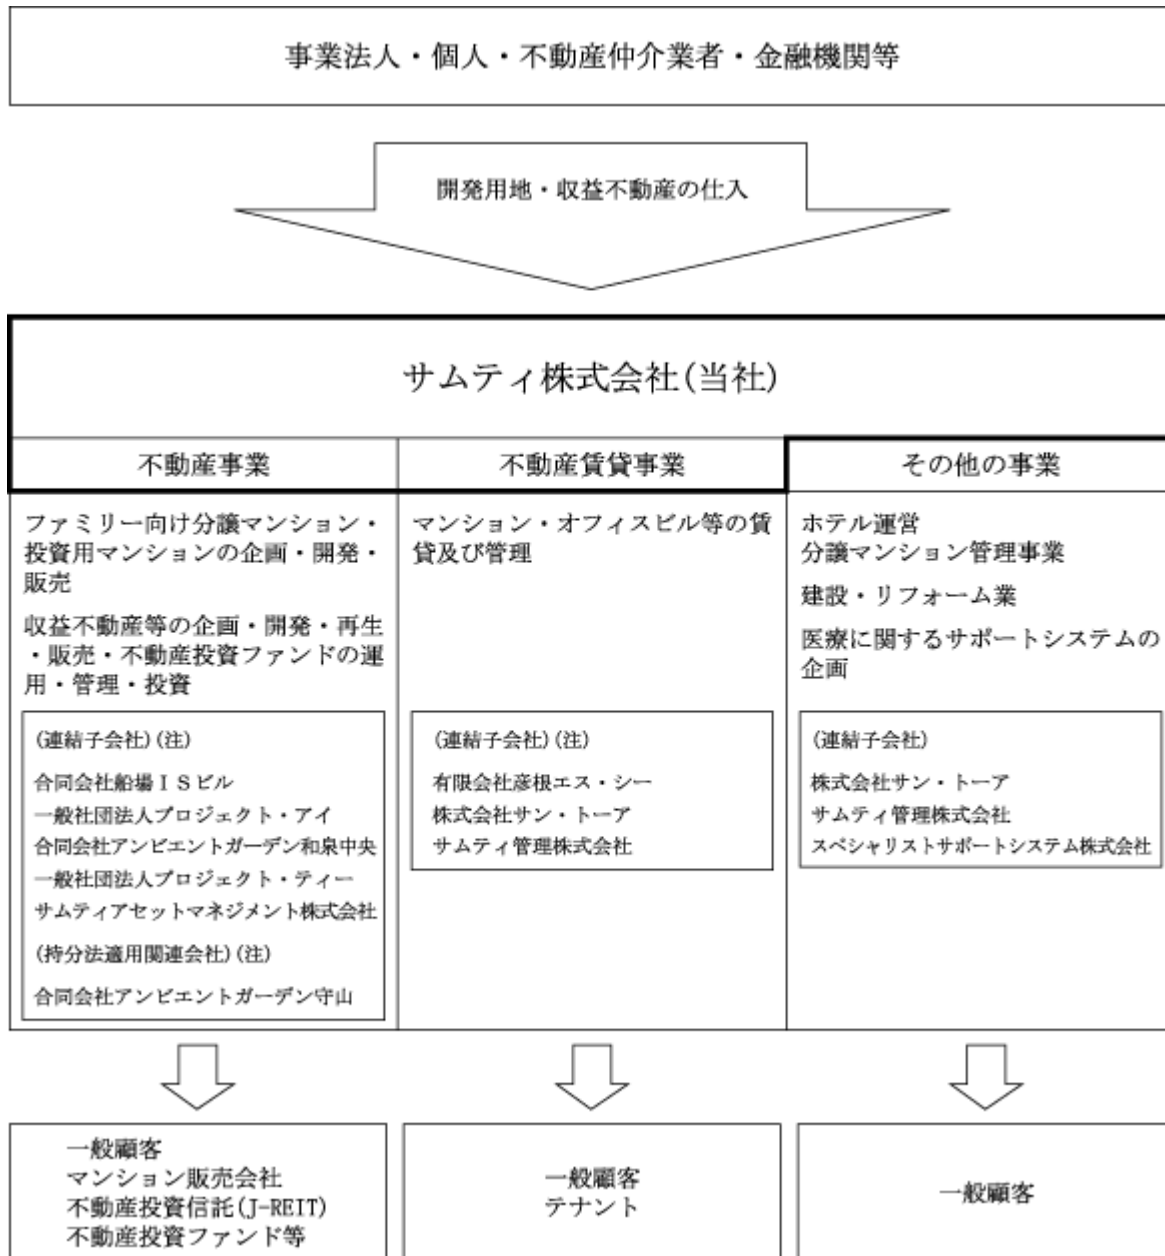 事業法人・個人・不動産仲介業者・金融機関等
開発用地・収益不動産の仕入
サムティ株式会社(当社)
不動産事業
不動産賃貸事業
その他の事業
ファミリー向け分譲マンション・
投資用マンションの企画・開発・
販売
収益不動産等の企画・開発・再生
・販売・不動産投資ファンドの運
用・管理・投資
(連結子会社)(注)
合同会社船場ＩＳビル
一般社団法人プロジェクト・アイ
合同会社アンビエントガーデン和泉中央
一般社団法人プロジェクト・ティー
サムティアセットマネジメント株式会社
(持分法適用関連会社)(注)
合同会社アンビエントガーデン守山
マンション・オフィスビル等の賃
貸及び管理
(連結子会社)(注)
有限会社彦根エス・シー
株式会社サン・トーア
サムティ管理株式会社
ホテル運営
分譲マンション管理事業
建設・リフォーム業
医療に関するサポートシステムの
企画
(連結子会社)
株式会社サン・トーア
サムティ管理株式会社
スペシャリストサポートシステム株式会社
一般顧客
マンション販売会社
不動産投資信託(J-REIT)
不動産投資ファンド等
一般顧客
テナント
一般顧客